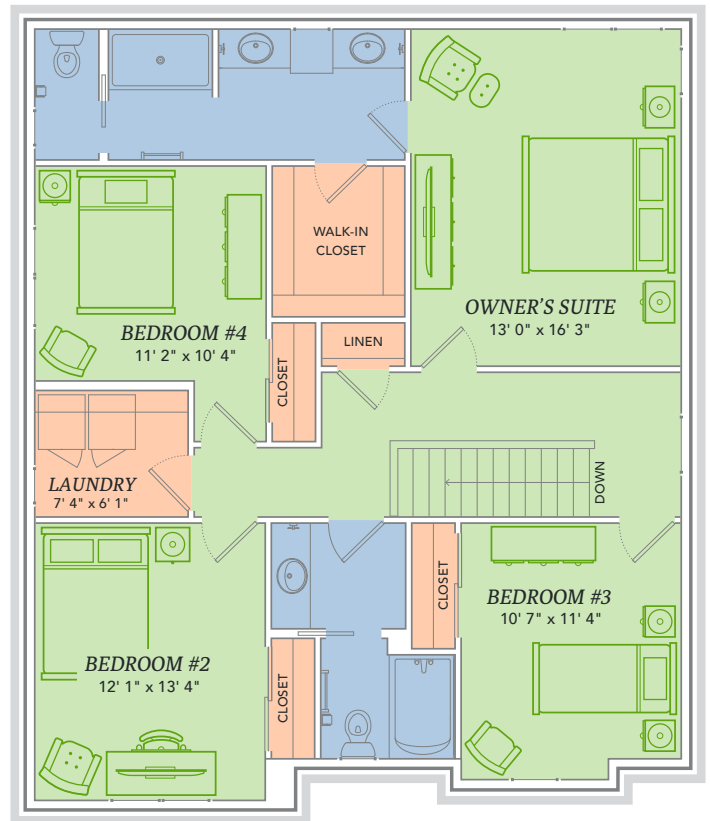 WALK-IN
CLOSET
OWNER'S SUITE
13' 0" x 16' 3"
BEDROOM #4
11' 2" x 10' 4"
CLOSET
LINEN
LAUNDRY
7' 4" x 6' 1"
DOWN
BEDROOM #2
12' 1" x 13' 4"
CLOSET
CLOSET
BEDROOM #3
10' 7" x 11' 4"